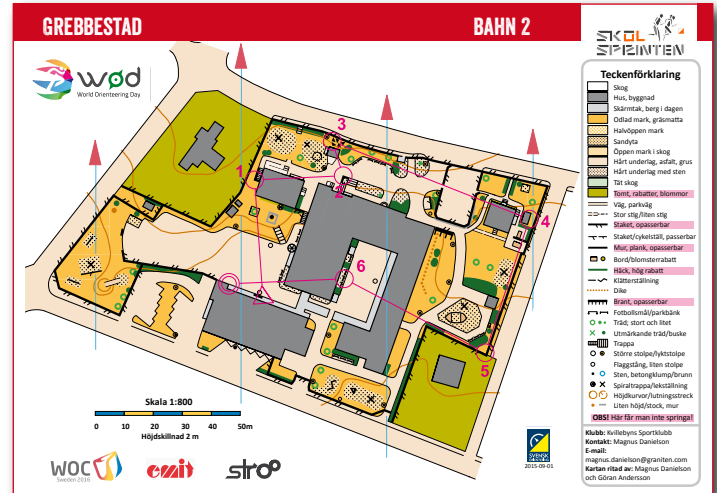 GREBBESTAD
BAHN 2
SKOL
SPRINTEN
wod
World Orienteering Day
Teckenförklaring
Skog
Hus, byggnad
Skärmtak, berg i dagen
Odlad mark, gräsmatta
Halvöppen mark
Sandyta
Öppen mark i skog
Hårt underlag, asfalt, grus
Hårt underlag med sten
Tät skog
Tomt, rabatter, blommor
Väg, parkväg
Stor stig/liten stig
Staket, opasserbar
Staket/cykelställ, passerbar
Mur, plank, opasserbar
Bord/blomsterrabatt
Häck, hög rabatt
Klätterställning
Dike
Brant, opasserbar
Fotbollsmål/parkbänk
Träd; stort och litet
Utmärkande träd/buske
Trappa
Större stolpe/lyktstolpe
Flaggstång, liten stolpe
Sten, betongklump/brunn
Spiraltrappa/lekställning
Höjdkurvor/lutningsstreck
Liten höjd/stock, mur
OBS! Här får man inte springa!
Klubb: Kvillebyns Sportklubb
Kontakt: Magnus Danielson
E-mail:
magnus.danielson@graniten.com
Kartan ritad av: Magnus Danielson
och Göran Andersson
1
2
3
4
5
6
Skala 1:800
0 10 20 30 40 50m
Höjdskillnad 2 m
WOC
Sweden 2016
emit
stroo
SVENSK
2015-09-01